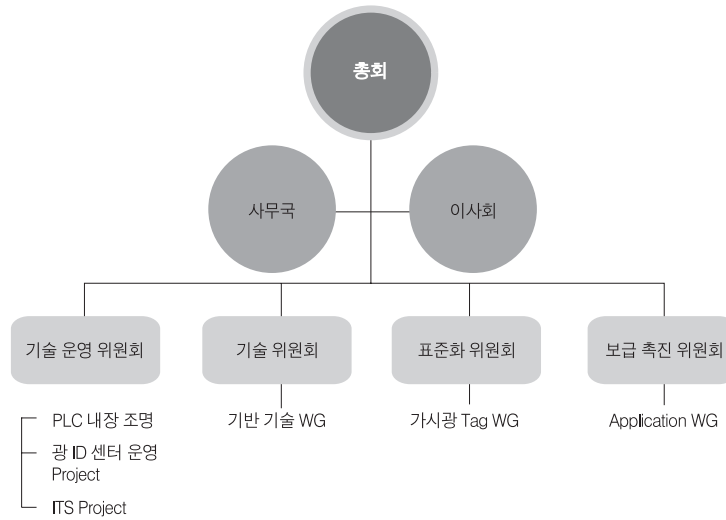 총회
사무국
이사회
기술 운영 위원회
기술 위원회
표준화 위원회
보급 촉진 위원회
PLC 내장 조명
광 ID 센터 운영
Project
ITS Project
기반 기술 WG
가시광 Tag WG
Application WG